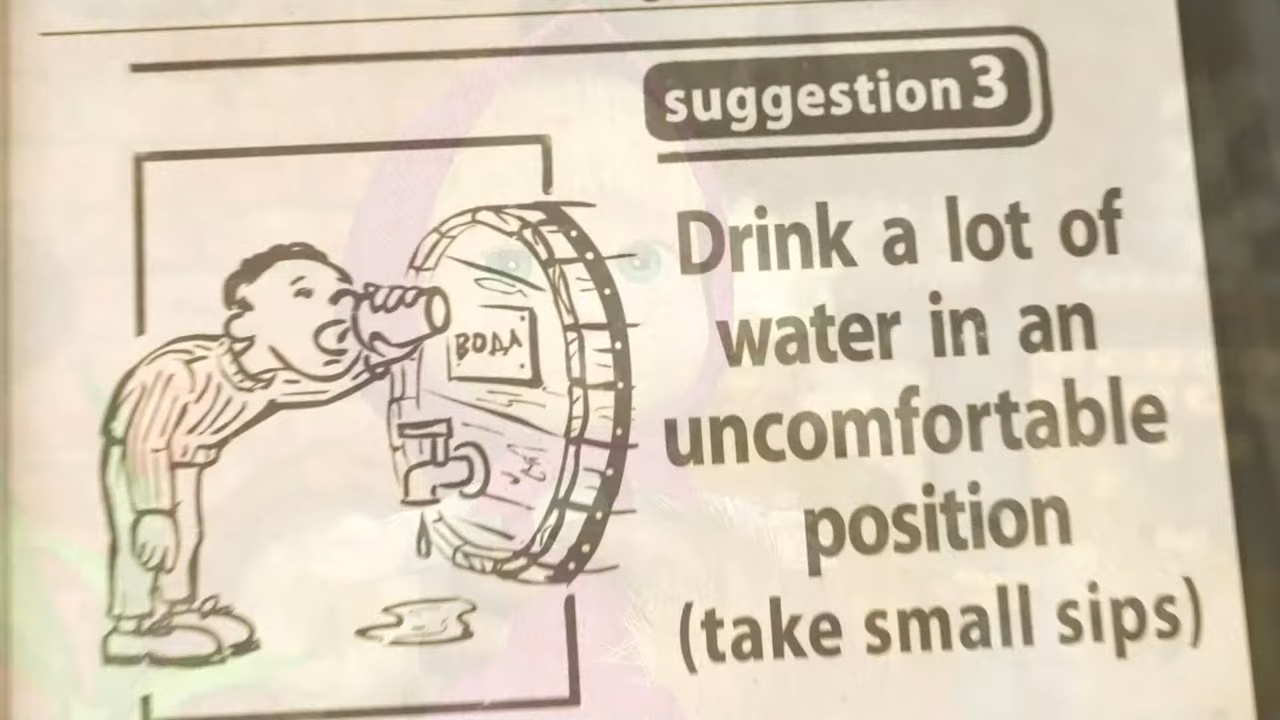 suggestion 3
Drink a lot of
water in an
uncomfortable
position
(take small sips)
ВОДА